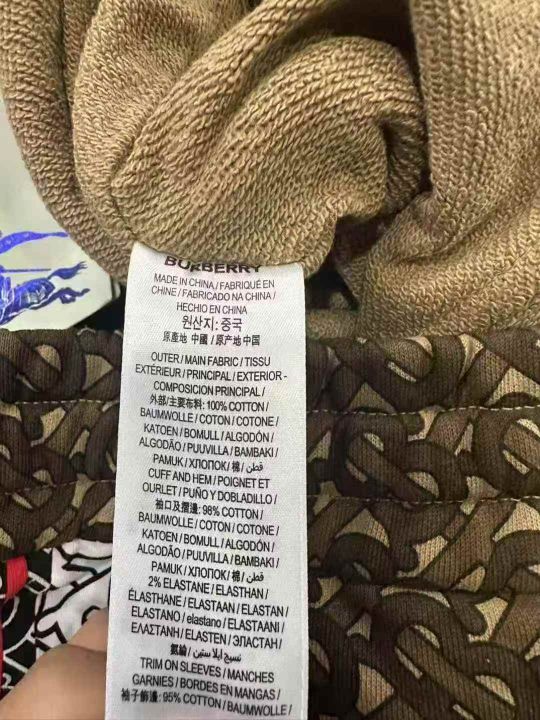 BURBERRY
MADE IN CHINA / FABRIQUÉ EN
CHINE / FABRICADO NA CHINA /
HECHO EN CHINA
원산지: 중국
原產地 中國 / 原产地 中国
OUTER / MAIN FABRIC / TISSU
EXTÉRIEUR / PRINCIPAL / EXTERIOR -
COMPOSICIÓN PRINCIPAL /
外部/主要布料: 100% COTTON /
BAUMWOLLE / COTON / COTONE /
KATOEN / BOMULL / ALGODÓN /
ALGODÃO / PUUVILLA / BAMBAKI /
PAMUK / ХЛОПОК / 棉 / قطن /
CUFF AND HEM / POIGNET ET
OURLET / PUÑO Y DOBLADILLO /
袖口及摺邊: 98% COTTON /
BAUMWOLLE / COTON / COTONE /
KATOEN / BOMULL / ALGODÓN /
ALGODÃO / PUUVILLA / BAMBAKI /
PAMUK / ХЛОПОК / 棉 / قطن
2% ELASTANE / ELASTHAN /
ÉLASTHANE / ELASTAAN / ELASTAN /
ELASTANO / elastano / ELASTAANI /
ΕΛΑΣΤΑΝΗ / ELASTEN / ЭЛАСТАН /
氨綸 / نسيج إيلاستين /
TRIM ON SLEEVES / MANCHES
GARNIES / BORDES EN MANGAS /
袖子飾邊: 95% COTTON / BAUMWOLLE /